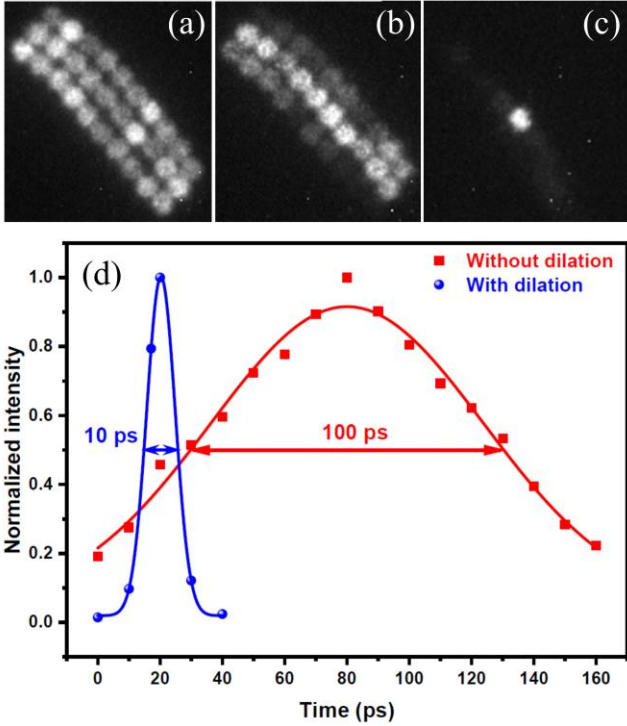 (a) (b) (c)
(d)
Without dilation
With dilation
10 ps
100 ps
Normalized intensity
1.0
0.8
0.6
0.4
0.2
0.0
0 20 40 60 80 100 120 140 160
Time (ps)